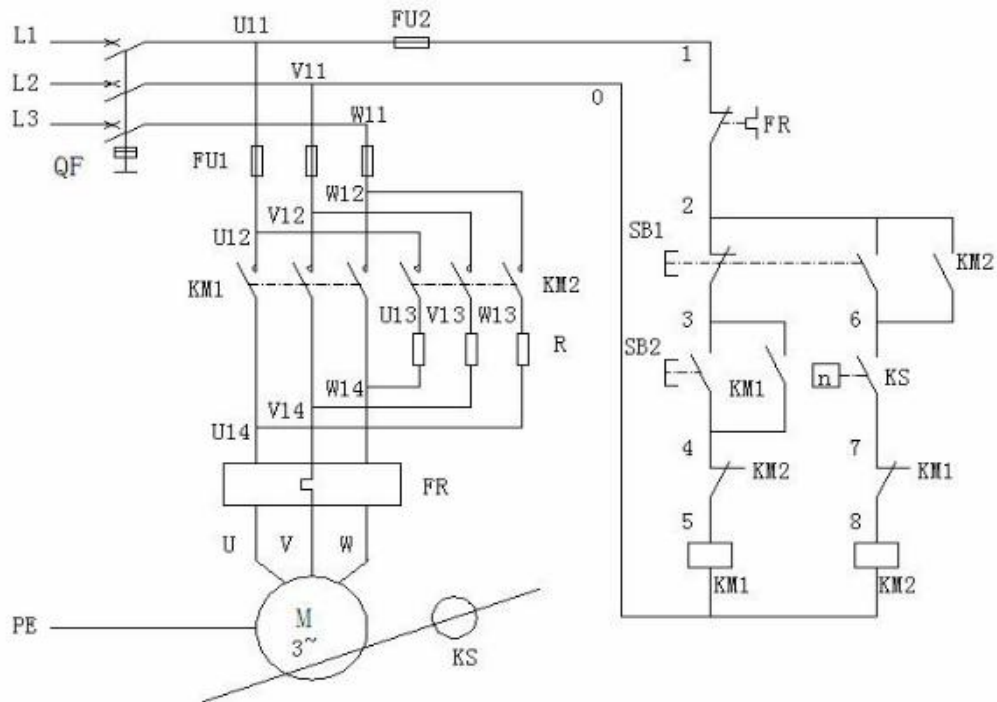 U11 FU2
L1 1
L2 V11 0
L3 W11 FR
QF FU1
W12 2
V12 SB1
U12 KM2
KM1 KM2
U13 V13 W13 3 6
R SB2 n KS
W14 KM1
V14
U14 4 7
FR KM2 KM1
5 8
U V W
KM1 KM2
M
PE
3~
KS